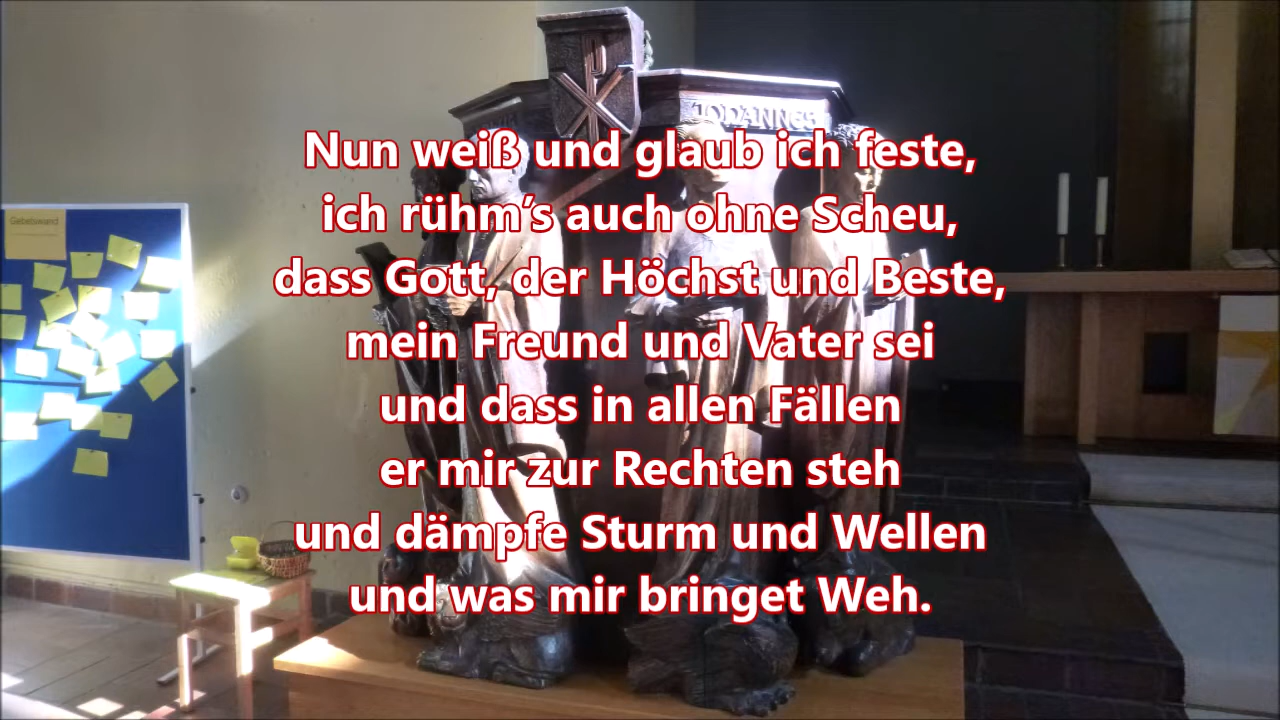 JOHANNES
Nun weiß und glaub ich feste,
ich rühm’s auch ohne Scheu,
dass Gott, der Höchst und Beste,
mein Freund und Vater sei
und dass in allen Fällen
er mir zur Rechten steh
und dämpfe Sturm und Wellen
und was mir bringet Weh.
Gebetswand